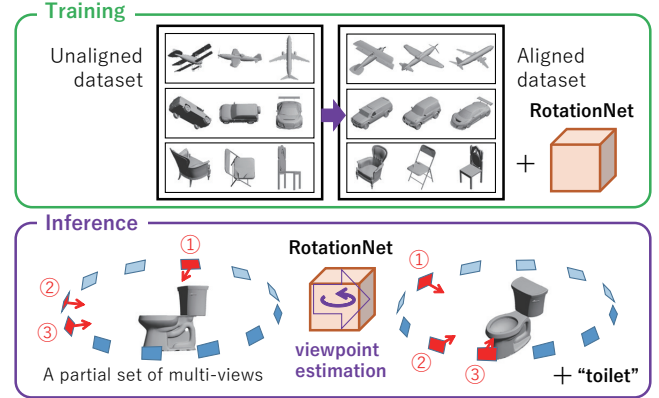 Training
Unaligned
dataset
Aligned
dataset
RotationNet
+
Inference
①
②
③
A partial set of multi-views
RotationNet
viewpoint
estimation
①
②
③
+ “toilet”